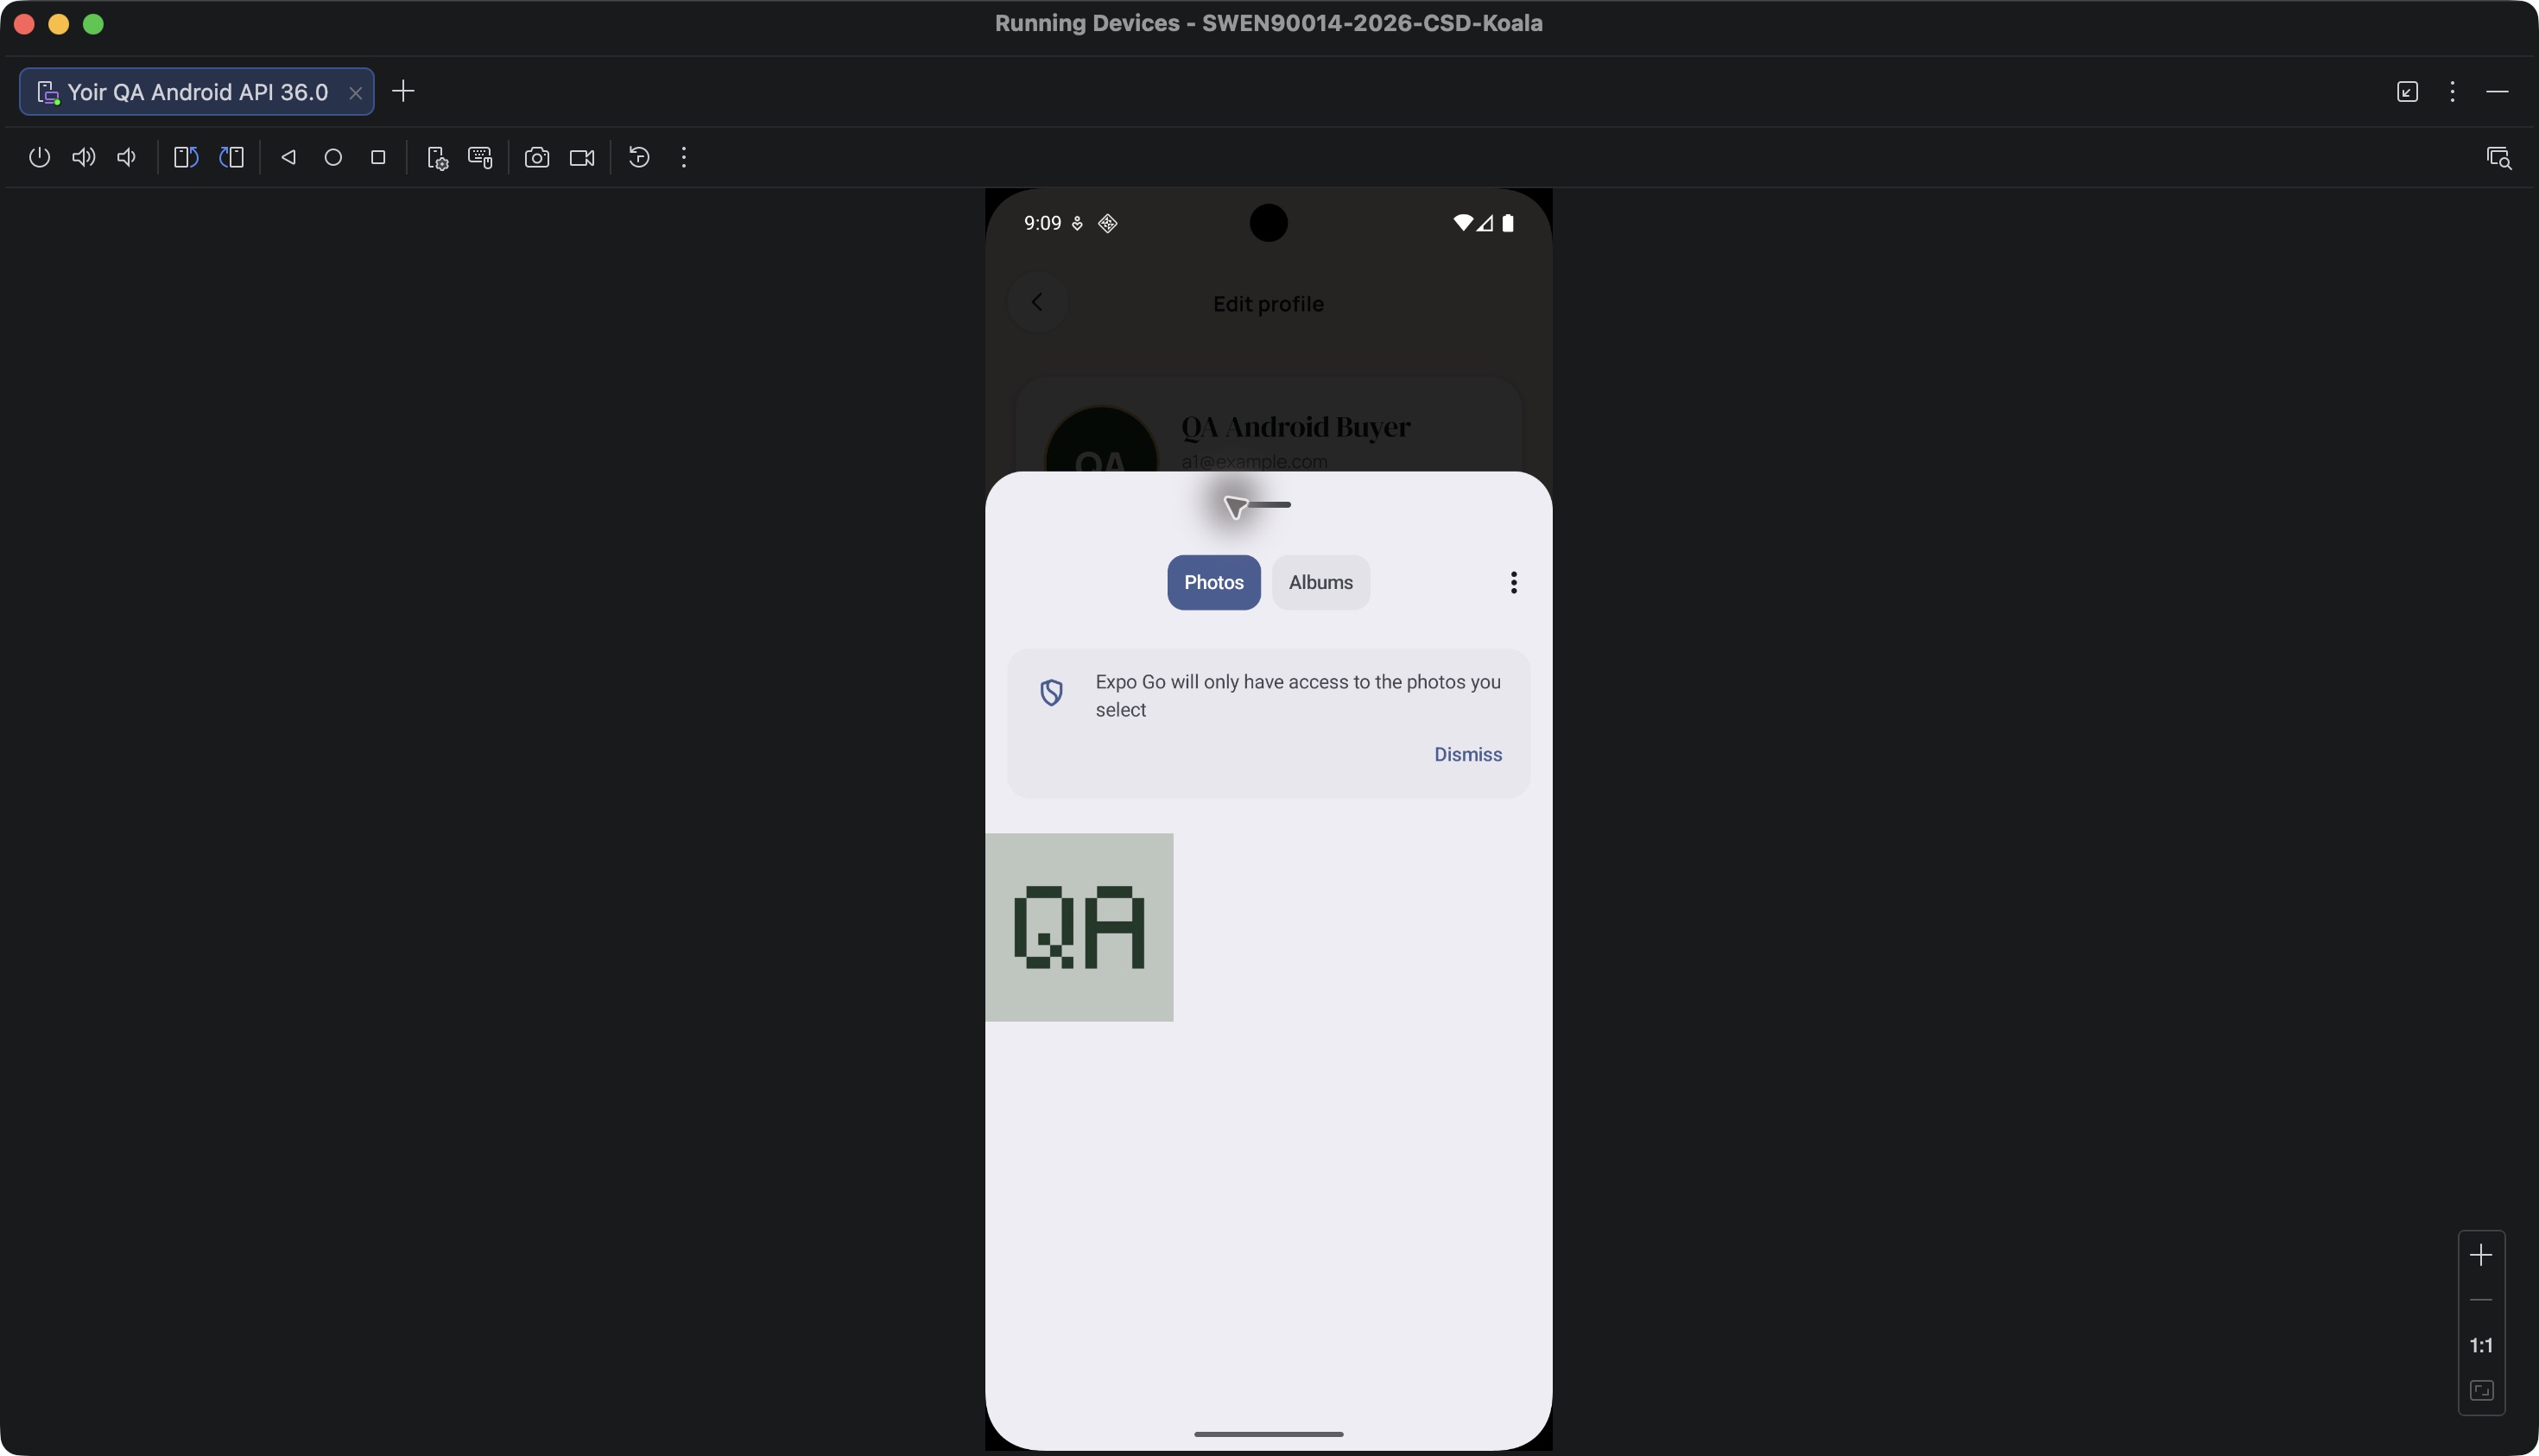 Running Devices - SWEN90014-2026-CSD-Koala
Yoir QA Android API 36.0
9:09
Edit profile
QA
QA Android Buyer
a1@example.com
Photos
Albums
Expo Go will only have access to the photos you
select
Dismiss
QA
1:1